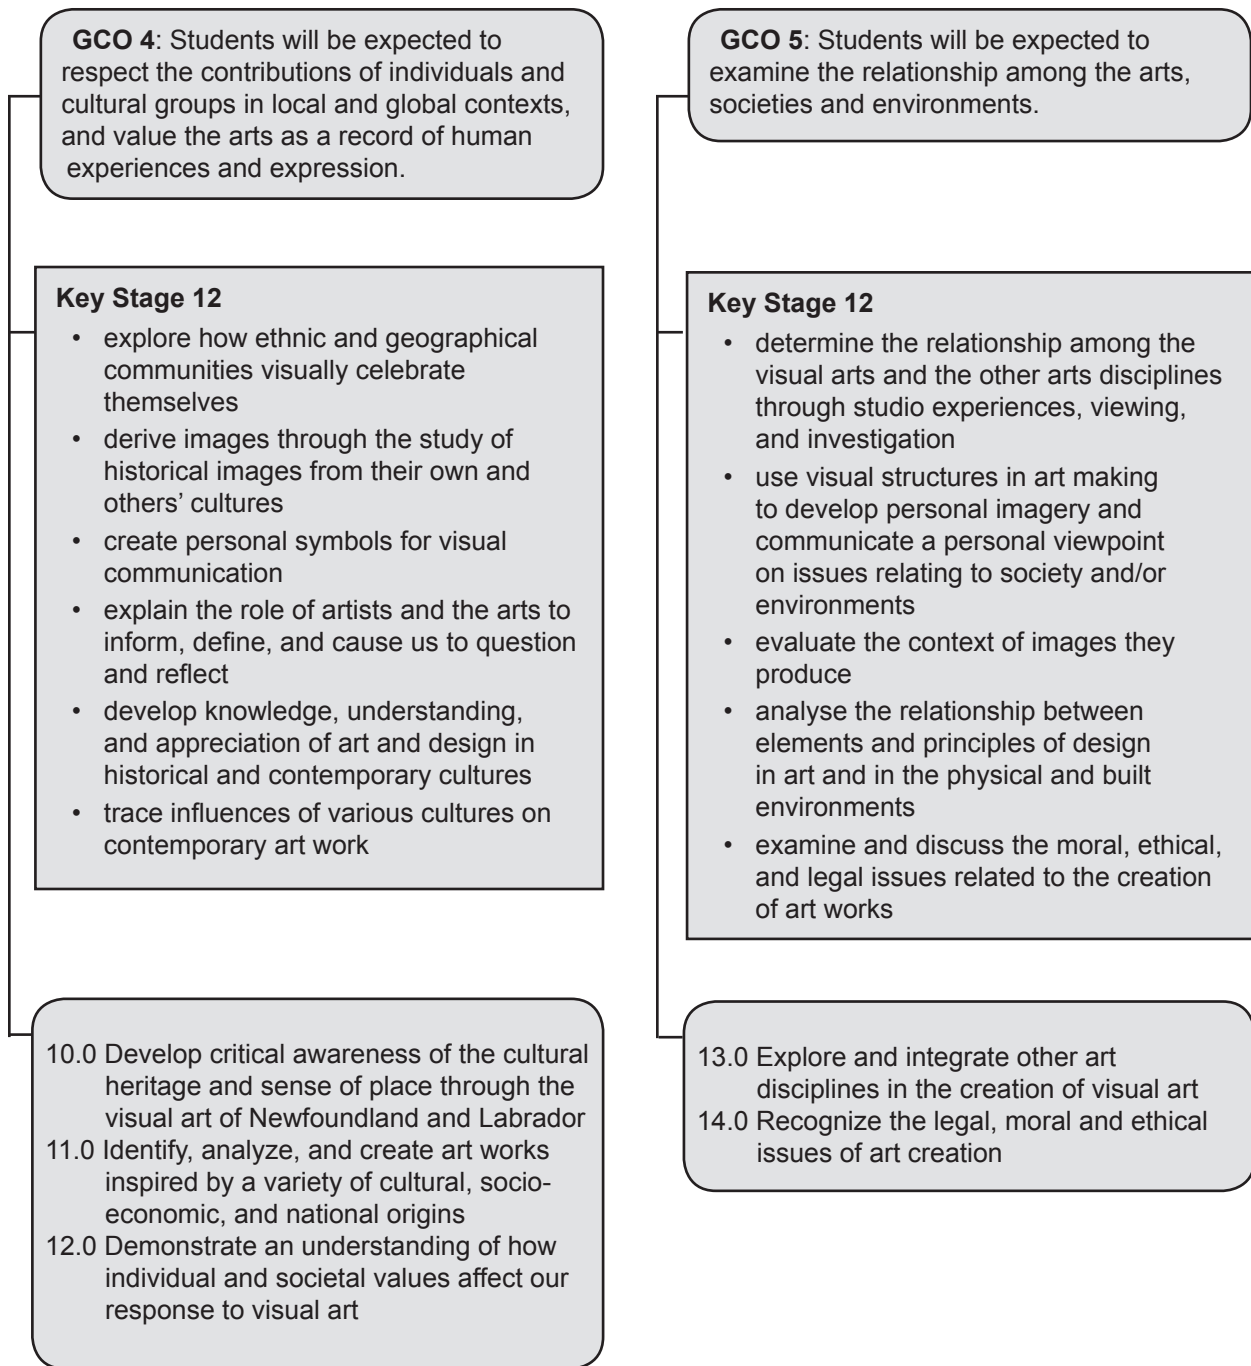 GCO 4: Students will be expected to
respect the contributions of individuals and
cultural groups in local and global contexts,
and value the arts as a record of human
experiences and expression.
Key Stage 12
• explore how ethnic and geographical
communities visually celebrate
themselves
• derive images through the study of
historical images from their own and
others’ cultures
• create personal symbols for visual
communication
• explain the role of artists and the arts to
inform, define, and cause us to question
and reflect
• develop knowledge, understanding,
and appreciation of art and design in
historical and contemporary cultures
• trace influences of various cultures on
contemporary art work
10.0 Develop critical awareness of the cultural
heritage and sense of place through the
visual art of Newfoundland and Labrador
11.0 Identify, analyze, and create art works
inspired by a variety of cultural, socio-
economic, and national origins
12.0 Demonstrate an understanding of how
individual and societal values affect our
response to visual art
GCO 5: Students will be expected to
examine the relationship among the arts,
societies and environments.
Key Stage 12
• determine the relationship among the
visual arts and the other arts disciplines
through studio experiences, viewing,
and investigation
• use visual structures in art making
to develop personal imagery and
communicate a personal viewpoint
on issues relating to society and/or
environments
• evaluate the context of images they
produce
• analyse the relationship between
elements and principles of design
in art and in the physical and built
environments
• examine and discuss the moral, ethical,
and legal issues related to the creation
of art works
13.0 Explore and integrate other art
disciplines in the creation of visual art
14.0 Recognize the legal, moral and ethical
issues of art creation